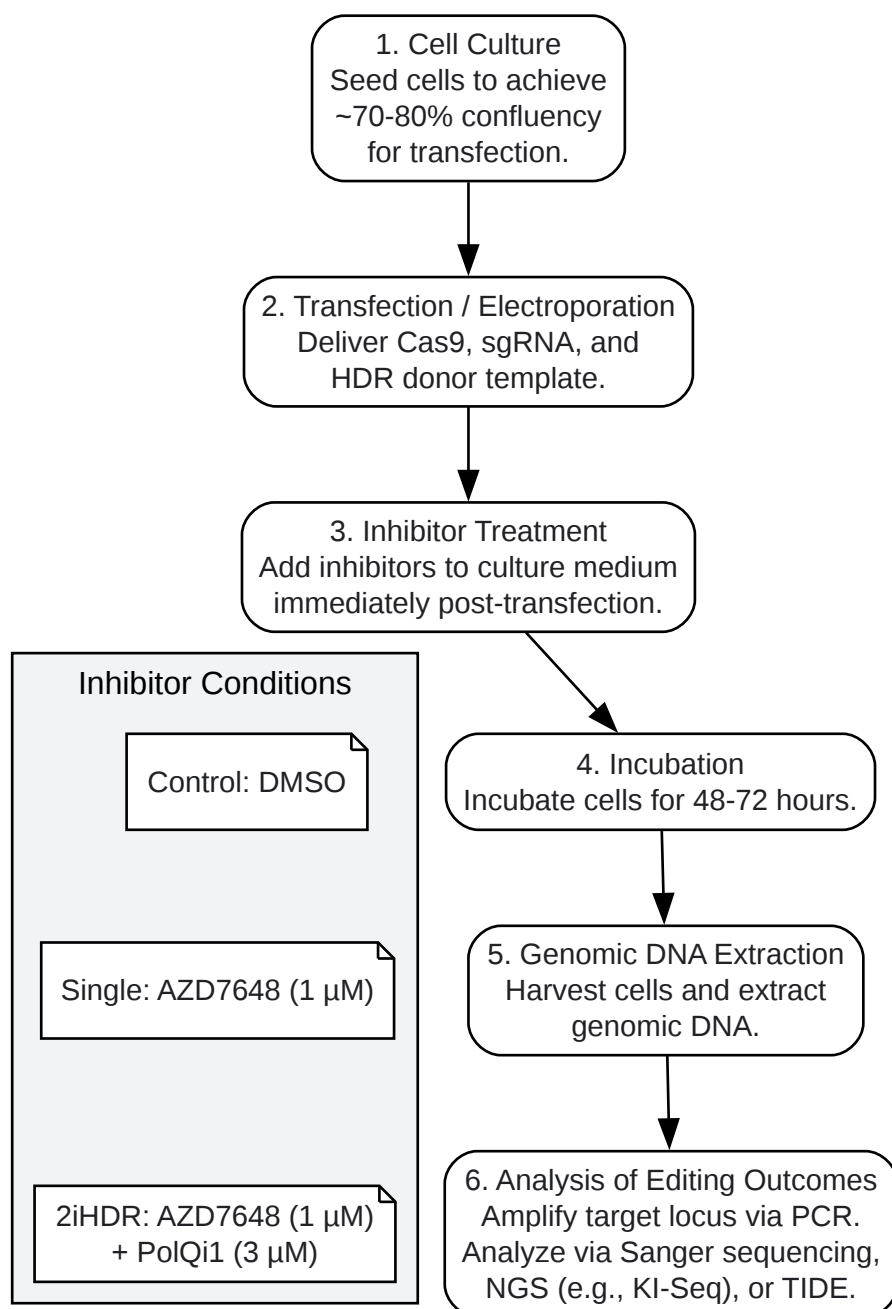 1. Cell Culture
Seed cells to achieve
~70-80% confluency
for transfection.
2. Transfection / Electroporation
Deliver Cas9, sgRNA, and
HDR donor template.
3. Inhibitor Treatment
Add inhibitors to culture medium
immediately post-transfection.
Inhibitor Conditions
Control: DMSO
Single: AZD7648 (1 µM)
2iHDR: AZD7648 (1 µM)
+ PolQi1 (3 µM)
4. Incubation
Incubate cells for 48-72 hours.
5. Genomic DNA Extraction
Harvest cells and extract
genomic DNA.
6. Analysis of Editing Outcomes
Amplify target locus via PCR.
Analyze via Sanger sequencing,
NGS (e.g., KI-Seq), or TIDE.